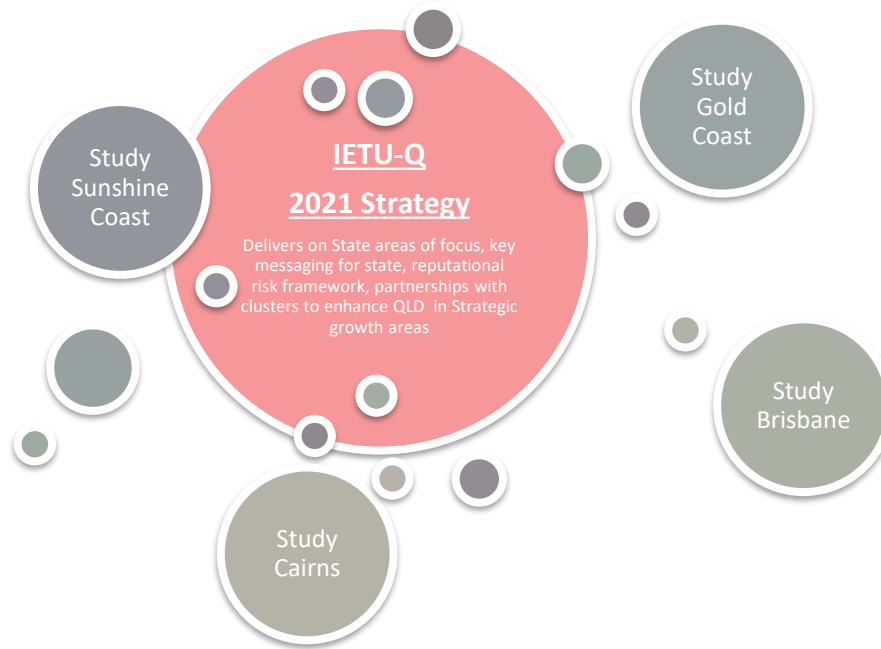 Study
Gold
Coast
Study
Sunshine
Coast
IETU-Q
2021 Strategy
Delivers on State areas of focus, key
messaging for state, reputational
risk framework, partnerships with
clusters to enhance QLD in Strategic
growth areas
Study
Brisbane
Study
Cairns